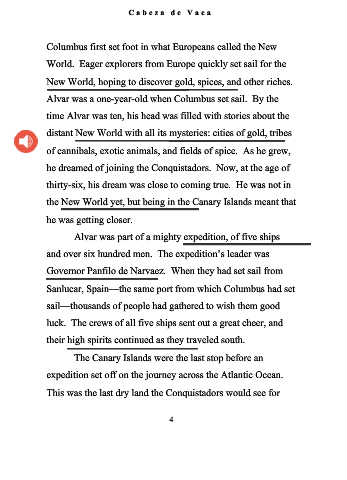 Cabeza de Vaca
Columbus first set foot in what Europeans called the New
World. Eager explorers from Europe quickly set sail for the
New World, hoping to discover gold, spices, and other riches.
Alvar was a one-year-old when Columbus set sail. By the
time Alvar was ten, his head was filled with stories about the
distant New World with all its mysteries: cities of gold, tribes
of cannibals, exotic animals, and fields of spice. As he grew,
he dreamed of joining the Conquistadors. Now, at the age of
thirty-six, his dream was close to coming true. He was not in
the New World yet, but being in the Canary Islands meant that
he was getting closer.
Alvar was part of a mighty expedition, of five ships
and over six hundred men. The expedition's leader was
Governor Panfilo de Narvaez. When they had set sail from
Sanlucar, Spain—the same port from which Columbus had set
sail—thousands of people had gathered to wish them good
luck. The crews of all five ships sent out a great cheer, and
their high spirits continued as they traveled south.
The Canary Islands were the last stop before an
expedition set off on the journey across the Atlantic Ocean.
This was the last dry land the Conquistadors would see for
4